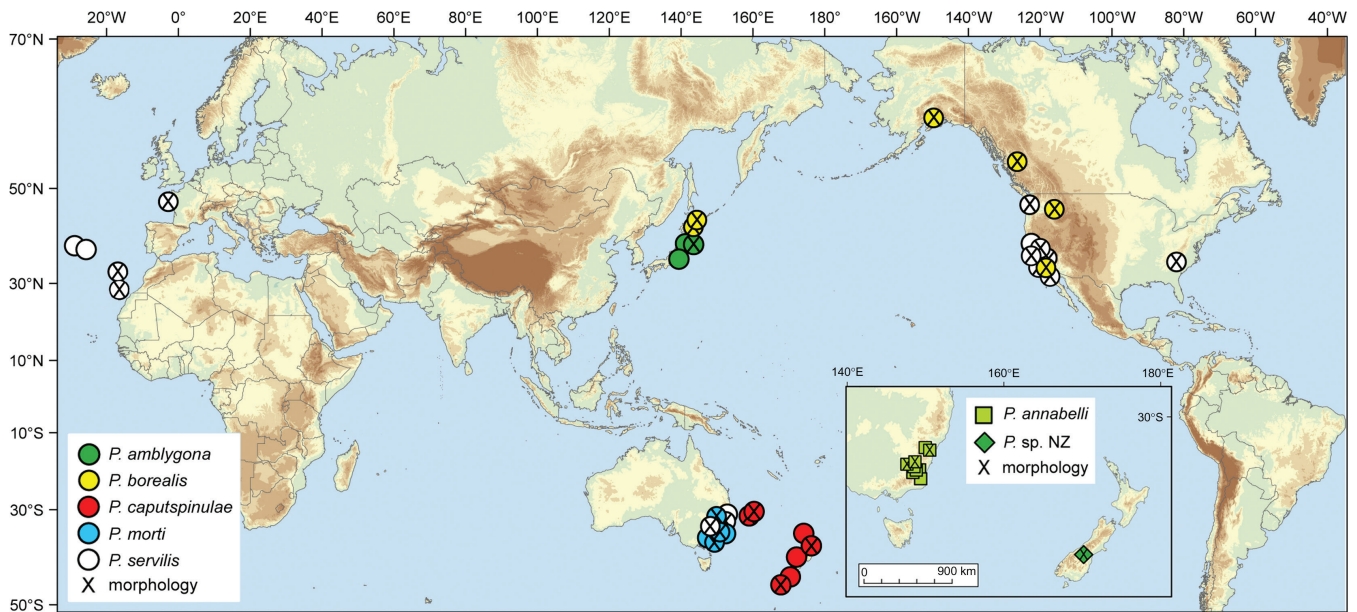 20°W 0° 20°E 40°E 60°E 80°E 100°E 120°E 140°E 160°E 180° 160°W 140°W 120°W 100°W 80°W 60°W 40°W
70°N
50°N
30°N
10°N
10°S
30°S
50°S
P. amblygona
P. borealis
P. caputspinulae
P. morti
P. servilis
X morphology
140°E 160°E 180°E
30°S
P. annabelli
P. sp. NZ
X morphology
0 900 km